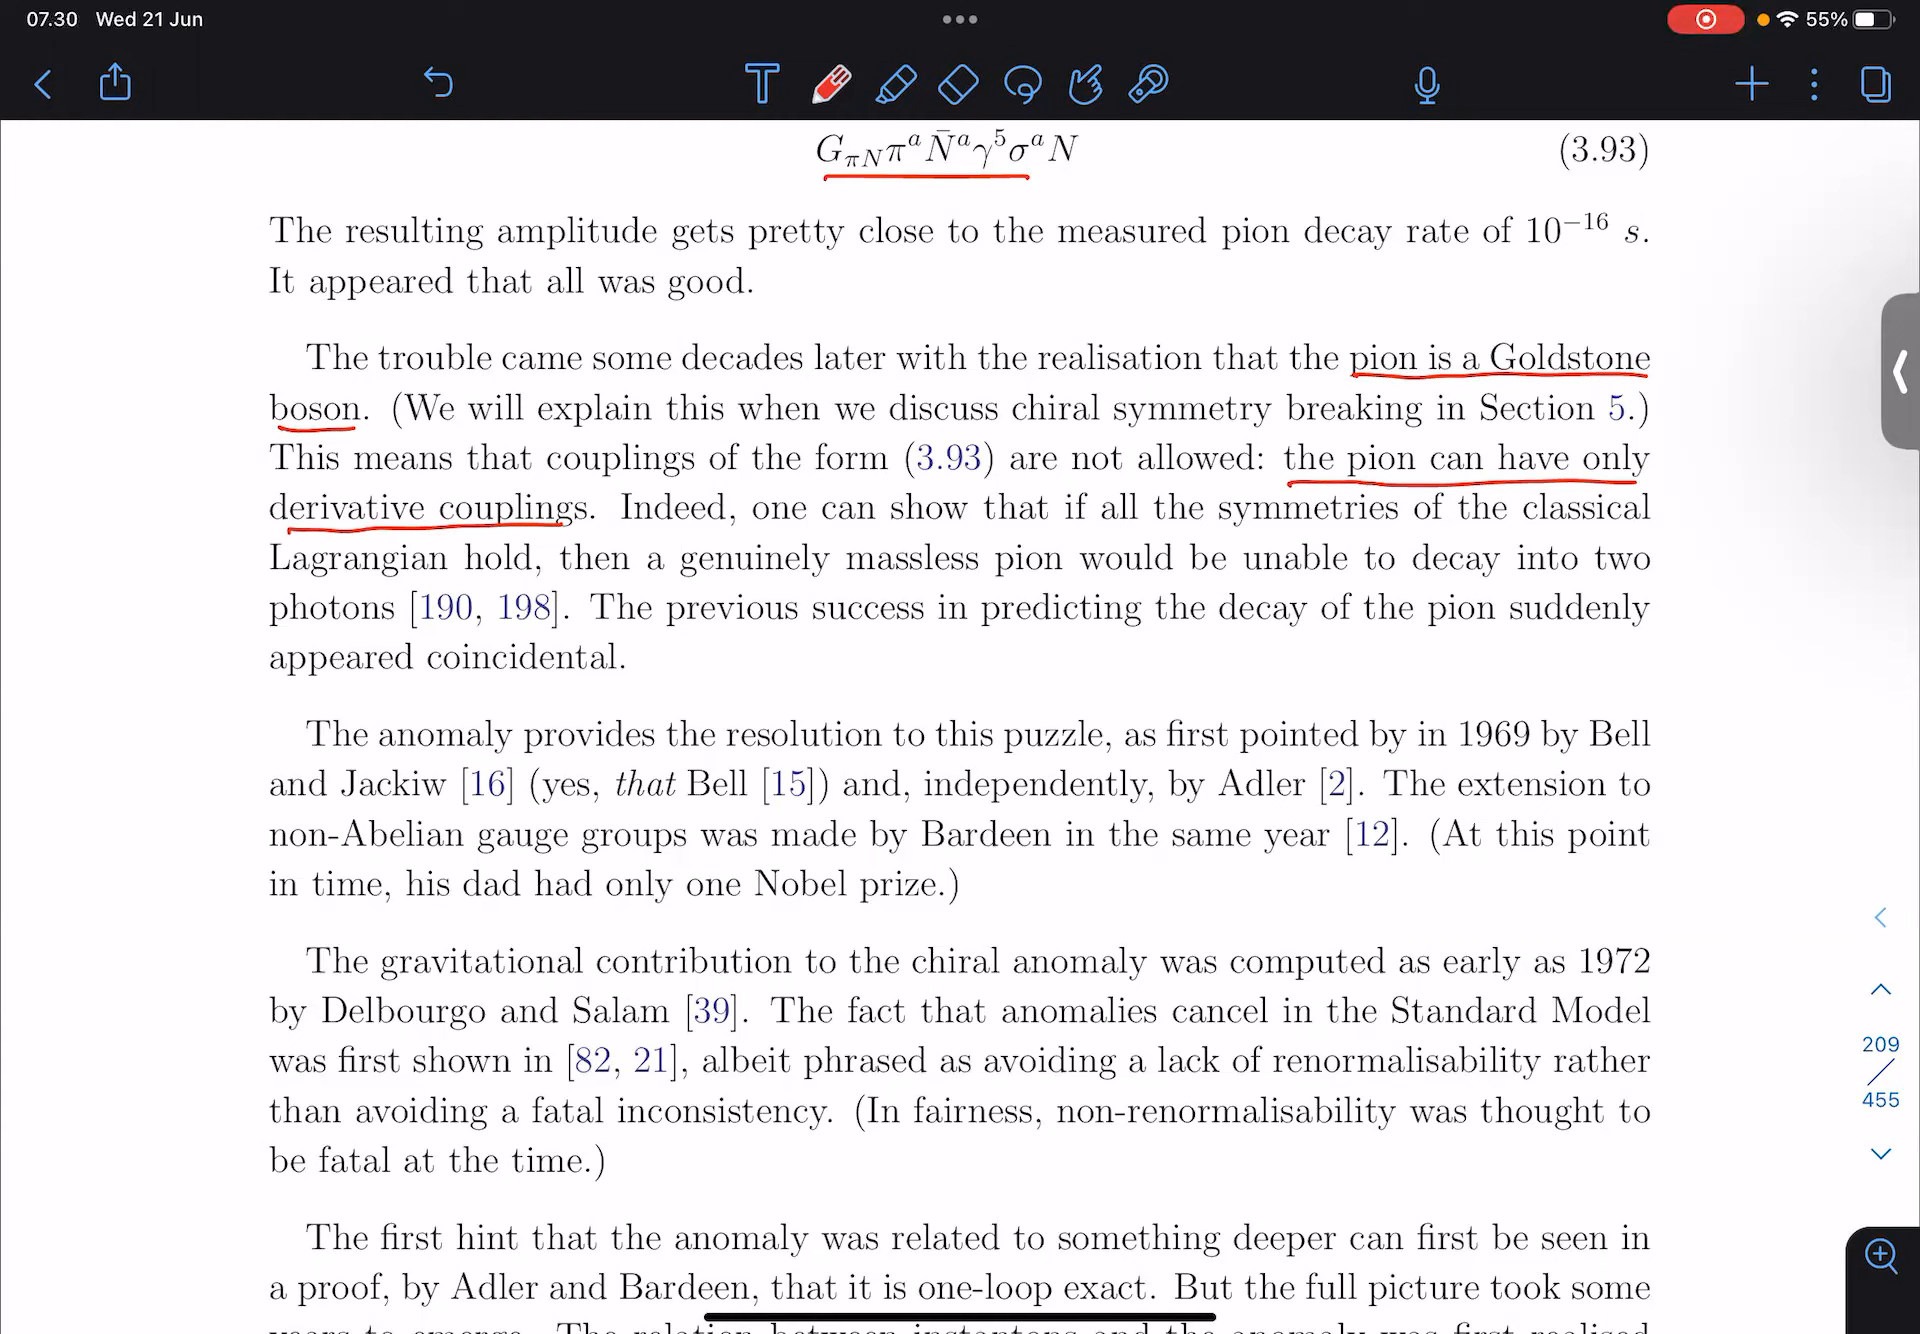 07.30 Wed 21 Jun
55%
G_{πN}π^a N̄^a γ^5 σ^a N (3.93)
The resulting amplitude gets pretty close to the measured pion decay rate of 10^{−16} s.
It appeared that all was good.
The trouble came some decades later with the realisation that the pion is a Goldstone
boson. (We will explain this when we discuss chiral symmetry breaking in Section 5.)
This means that couplings of the form (3.93) are not allowed: the pion can have only
derivative couplings. Indeed, one can show that if all the symmetries of the classical
Lagrangian hold, then a genuinely massless pion would be unable to decay into two
photons [190, 198]. The previous success in predicting the decay of the pion suddenly
appeared coincidental.
The anomaly provides the resolution to this puzzle, as first pointed by in 1969 by Bell
and Jackiw [16] (yes, that Bell [15]) and, independently, by Adler [2]. The extension to
non-Abelian gauge groups was made by Bardeen in the same year [12]. (At this point
in time, his dad had only one Nobel prize.)
The gravitational contribution to the chiral anomaly was computed as early as 1972
by Delbourgo and Salam [39]. The fact that anomalies cancel in the Standard Model
was first shown in [82, 21], albeit phrased as avoiding a lack of renormalisability rather
than avoiding a fatal inconsistency. (In fairness, non-renormalisability was thought to
be fatal at the time.)
The first hint that the anomaly was related to something deeper can first be seen in
a proof, by Adler and Bardeen, that it is one-loop exact. But the full picture took some
209
/
455